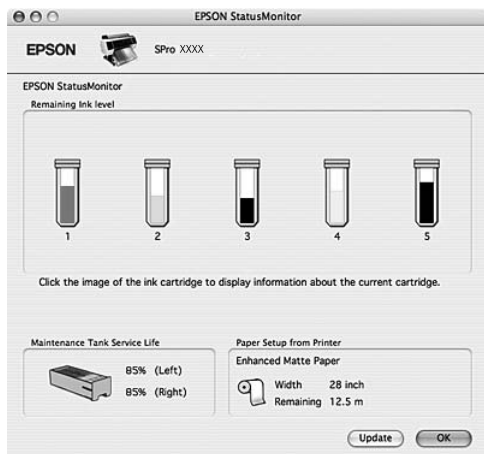 EPSON StatusMonitor
EPSON SPro XXXX
EPSON StatusMonitor
Remaining Ink level
1 2 3 4 5
Click the image of the ink cartridge to display information about the current cartridge.
Maintenance Tank Service Life
85% (Left)
85% (Right)
Paper Setup from Printer
Enhanced Matte Paper
Width 28 inch
Remaining 12.5 m
Update OK